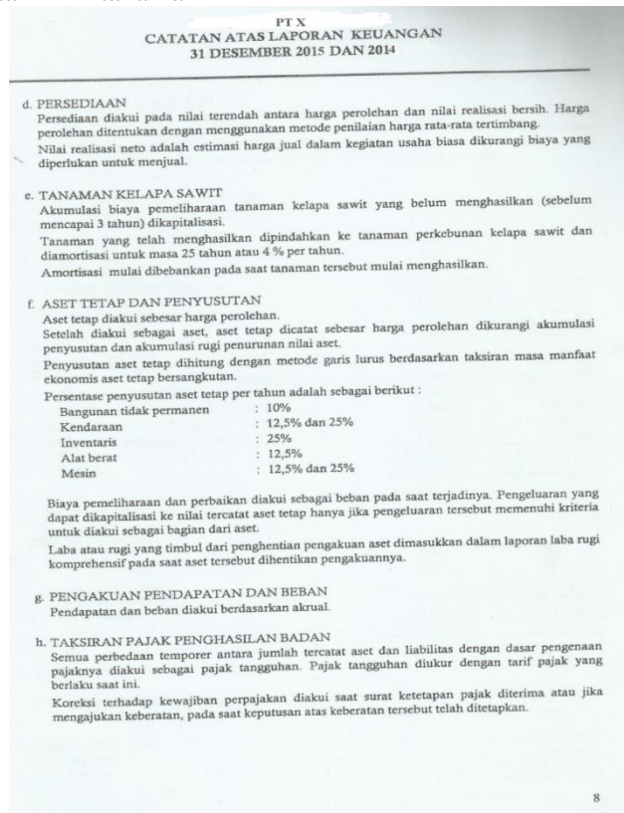 PT X
CATATAN ATAS LAPORAN KEUANGAN
31 DESEMBER 2015 DAN 2014
d. PERSEDIAAN
Persediaan diakui pada nilai terendah antara harga perolehan dan nilai realisasi bersih. Harga
perolehan ditentukan dengan menggunakan metode penilaian harga rata-rata tertimbang.
Nilai realisasi neto adalah estimasi harga jual dalam kegiatan usaha biasa dikurangi biaya yang
diperlukan untuk menjual.
e. TANAMAN KELAPA SAWIT
Akumulasi biaya pemeliharaan tanaman kelapa sawit yang belum menghasilkan (sebelum
mencapai 3 tahun) dikapitalisasi.
Tanaman yang telah menghasilkan dipindahkan ke tanaman perkebunan kelapa sawit dan
diamortisasi untuk masa 25 tahun atau 4 % per tahun.
Amortisasi mulai dibebankan pada saat tanaman tersebut mulai menghasilkan.
f. ASET TETAP DAN PENYUSUTAN
Aset tetap diakui sebesar harga perolehan.
Setelah diakui sebagai aset, aset tetap dicatat sebesar harga perolehan dikurangi akumulasi
penyusutan dan akumulasi rugi penurunan nilai aset.
Penyusutan aset tetap dihitung dengan metode garis lurus berdasarkan taksiran masa manfaat
ekonomis aset tetap bersangkutan.
Persentase penyusutan aset tetap per tahun adalah sebagai berikut :
Bangunan tidak permanen : 10%
Kendaraan : 12,5% dan 25%
Inventaris : 25%
Alat berat : 12,5%
Mesin : 12,5% dan 25%
Biaya pemeliharaan dan perbaikan diakui sebagai beban pada saat terjadinya. Pengeluaran yang
dapat dikapitalisasi ke nilai tercatat aset tetap hanya jika pengeluaran tersebut memenuhi kriteria
untuk diakui sebagai bagian dari aset.
Laba atau rugi yang timbul dari penghentian pengakuan aset dimasukkan dalam laporan laba rugi
komprehensif pada saat aset tersebut dihentikan pengakuannya.
g. PENGAKUAN PENDAPATAN DAN BEBAN
Pendapatan dan beban diakui berdasarkan akrual.
h. TAKSIRAN PAJAK PENGHASILAN BADAN
Semua perbedaan temporer antara jumlah tercatat aset dan liabilitas dengan dasar pengenaan
pajaknya diakui sebagai pajak tangguhan. Pajak tangguhan diukur dengan tarif pajak yang
berlaku saat ini.
Koreksi terhadap kewajiban perpajakan diakui saat surat ketetapan pajak diterima atau jika
mengajukan keberatan, pada saat keputusan atas keberatan tersebut telah ditetapkan.
8